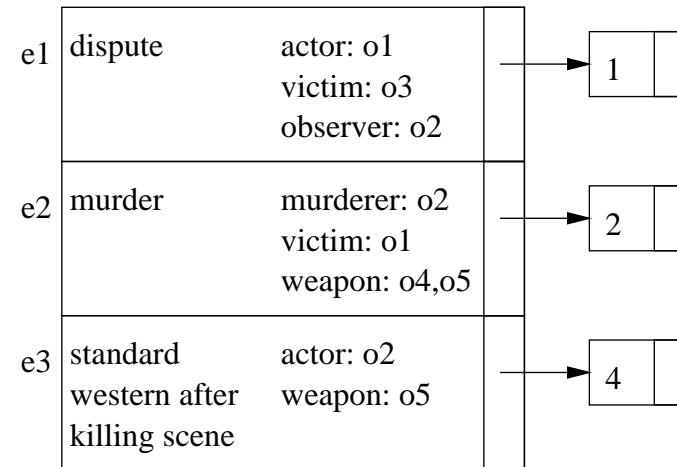 e1 dispute actor: o1 1
victim: o3
observer: o2
e2 murder murderer: o2 2
victim: o1
weapon: o4,o5
e3 standard actor: o2 4
western after weapon: o5
killing scene